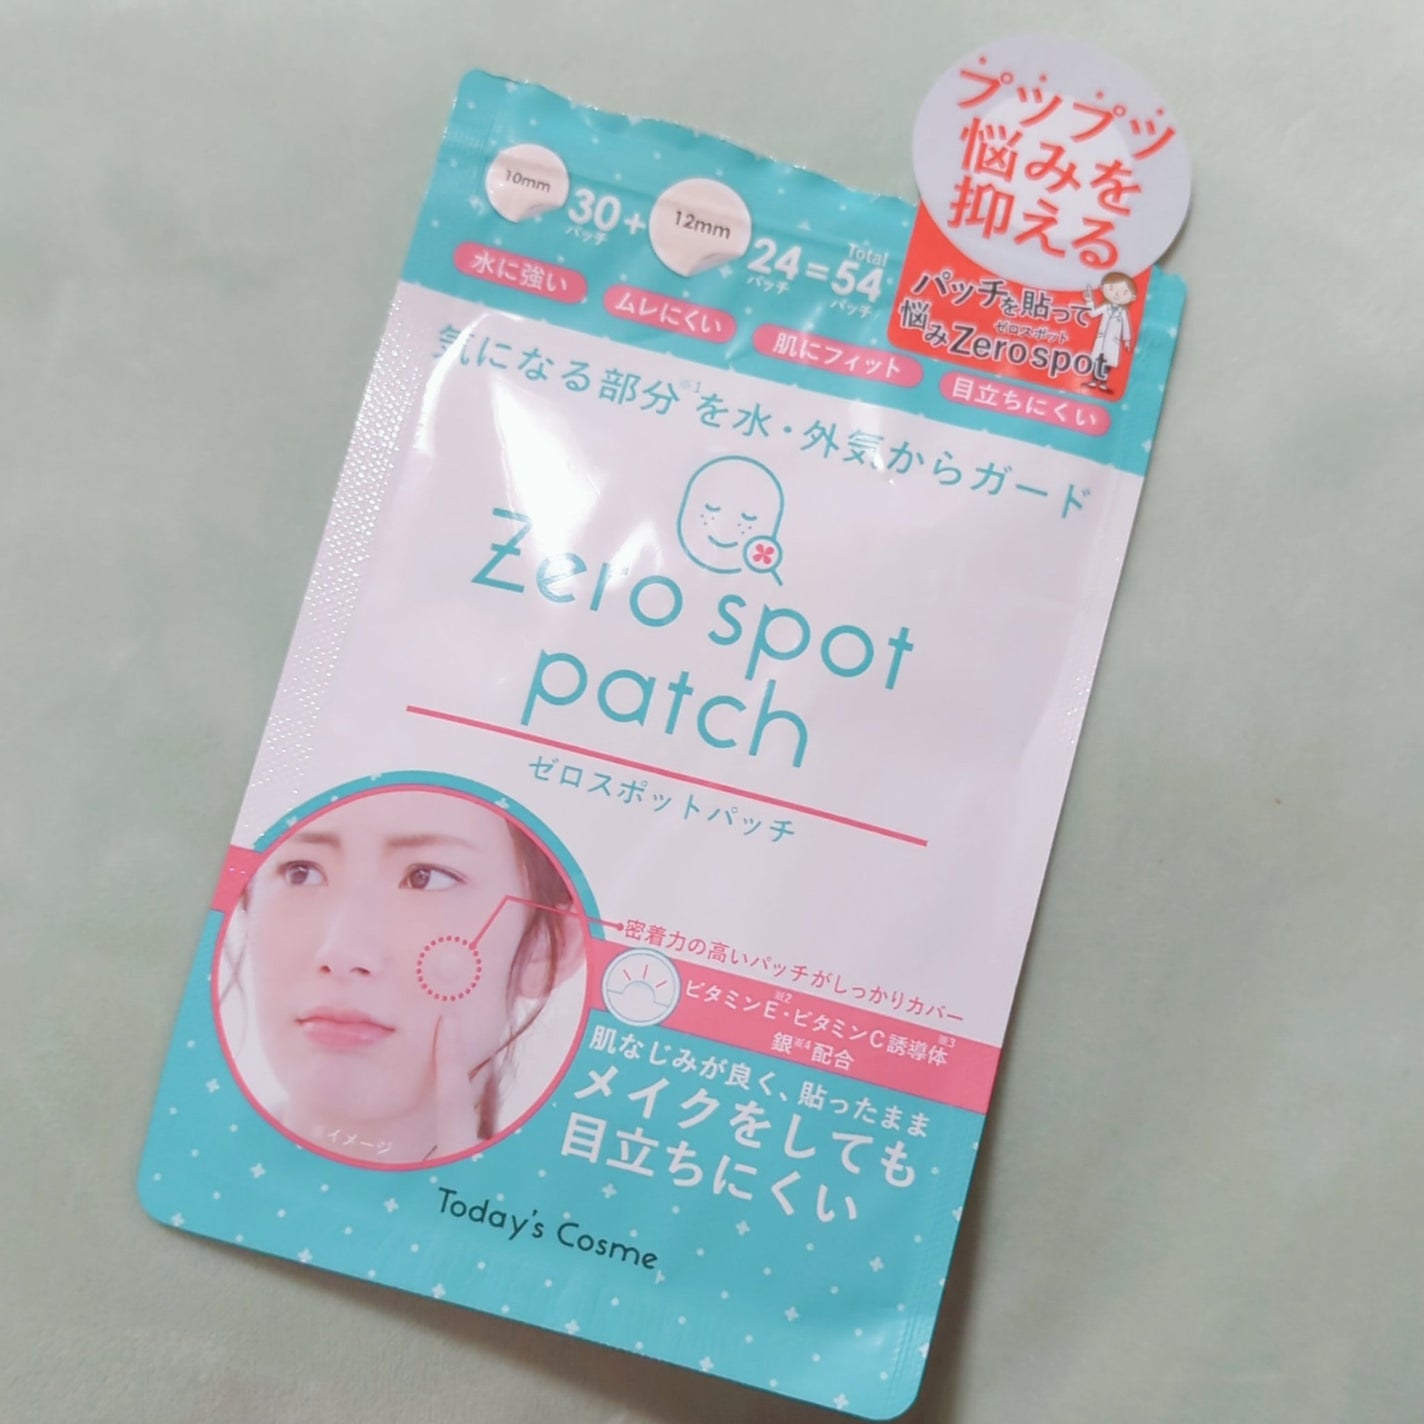 プツプツ
悩みを
抑える
パッチを貼って
ゼロスポット
悩みZerospot
10mm 30パッチ + 12mm 24パッチ = Total 54パッチ
水に強い ムレにくい 肌にフィット 目立ちにくい
気になる部分※1を水・外気からガード
Zero spot
patch
ゼロスポットパッチ
密着力の高いパッチがしっかりカバー
ビタミンE※2・ビタミンC誘導体※3
銀※4配合
肌なじみが良く、貼ったまま
メイクをしても
目立ちにくい
※イメージ
Today's Cosme